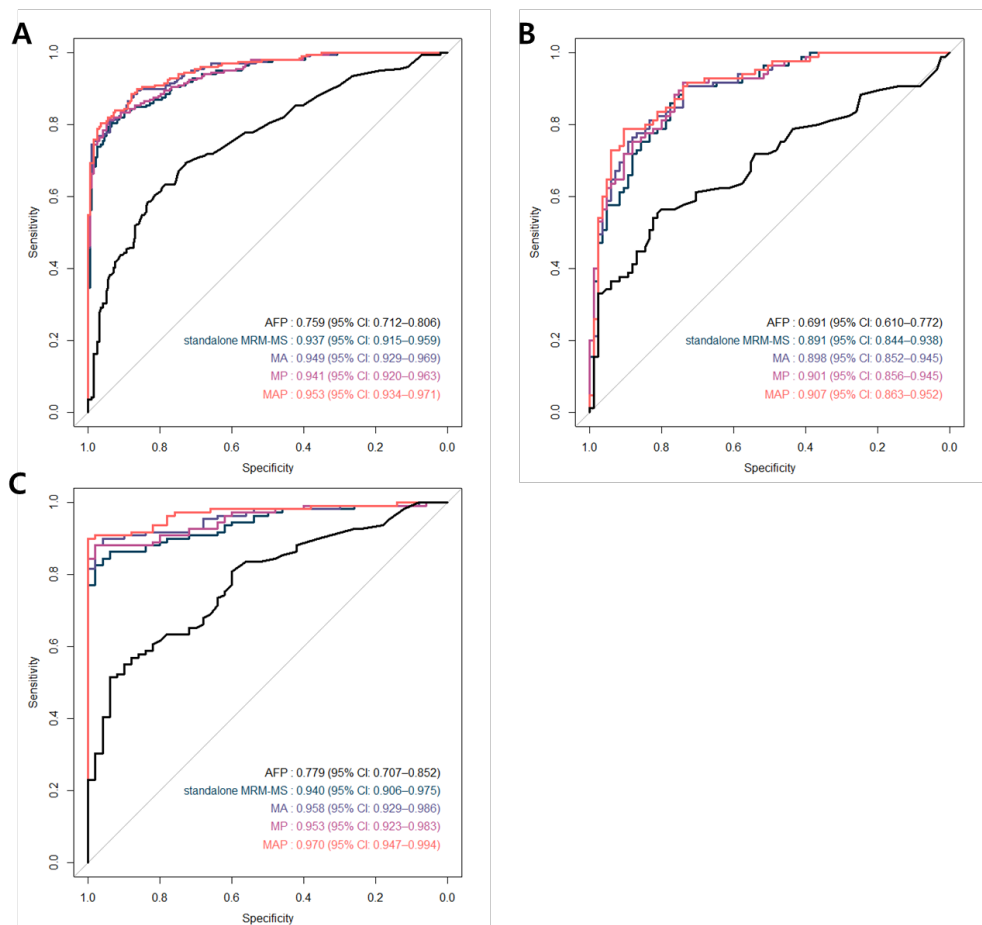 A
1.0
0.8
0.6
0.4
0.2
0.0
Sensitivity
AFP : 0.759 (95% CI: 0.712–0.806)
standalone MRM-MS : 0.937 (95% CI: 0.915–0.959)
MA : 0.949 (95% CI: 0.929–0.969)
MP : 0.941 (95% CI: 0.920–0.963)
MAP : 0.953 (95% CI: 0.934–0.971)
1.0 0.8 0.6 0.4 0.2 0.0
Specificity
B
1.0
0.8
0.6
0.4
0.2
0.0
Sensitivity
AFP : 0.691 (95% CI: 0.610–0.772)
standalone MRM-MS : 0.891 (95% CI: 0.844–0.938)
MA : 0.898 (95% CI: 0.852–0.945)
MP : 0.901 (95% CI: 0.856–0.945)
MAP : 0.907 (95% CI: 0.863–0.952)
1.0 0.8 0.6 0.4 0.2 0.0
Specificity
C
1.0
0.8
0.6
0.4
0.2
0.0
Sensitivity
AFP : 0.779 (95% CI: 0.707–0.852)
standalone MRM-MS : 0.940 (95% CI: 0.906–0.975)
MA : 0.958 (95% CI: 0.929–0.986)
MP : 0.953 (95% CI: 0.923–0.983)
MAP : 0.970 (95% CI: 0.947–0.994)
1.0 0.8 0.6 0.4 0.2 0.0
Specificity